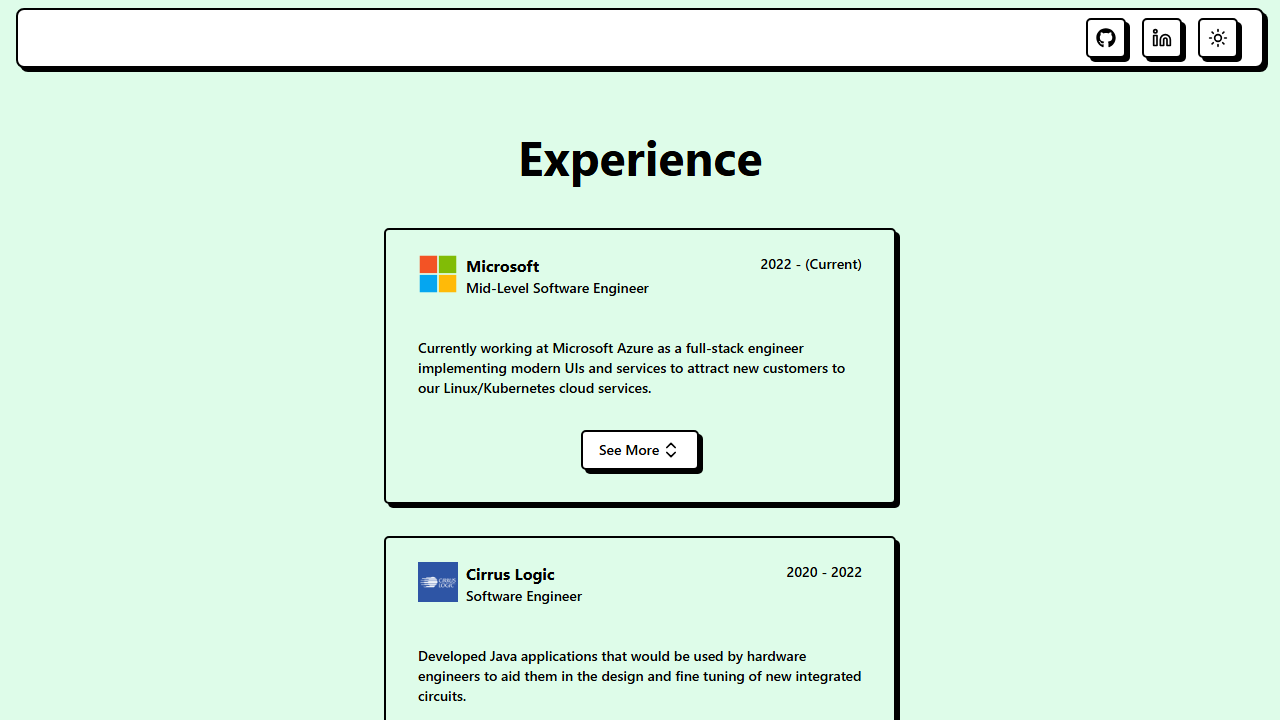 Experience
Microsoft
2022 - (Current)
Mid-Level Software Engineer
Currently working at Microsoft Azure as a full-stack engineer
implementing modern UIs and services to attract new customers to
our Linux/Kubernetes cloud services.
See More
CIRRUS LOGIC
Cirrus Logic
2020 - 2022
Software Engineer
Developed Java applications that would be used by hardware
engineers to aid them in the design and fine tuning of new integrated
circuits.